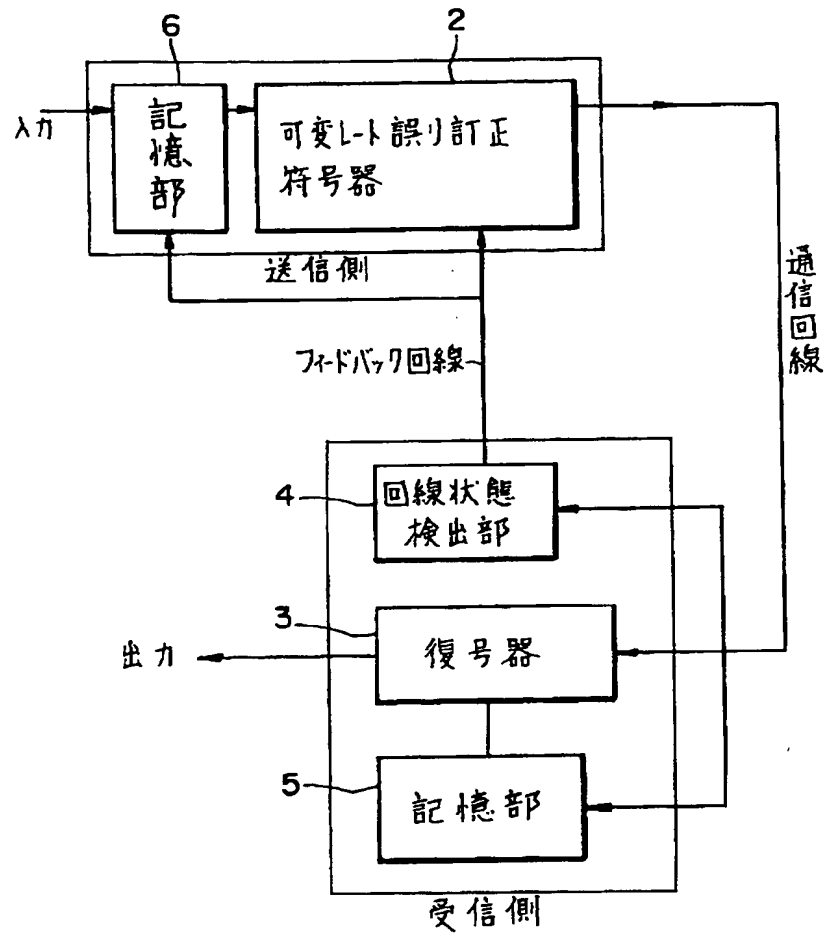 6
2
入力
記憶部
可変レート誤り訂正
符号器
送信側
通信回線
フィードバック回線
4
回線状態
検出部
3
復号器
出力
5
記憶部
受信側